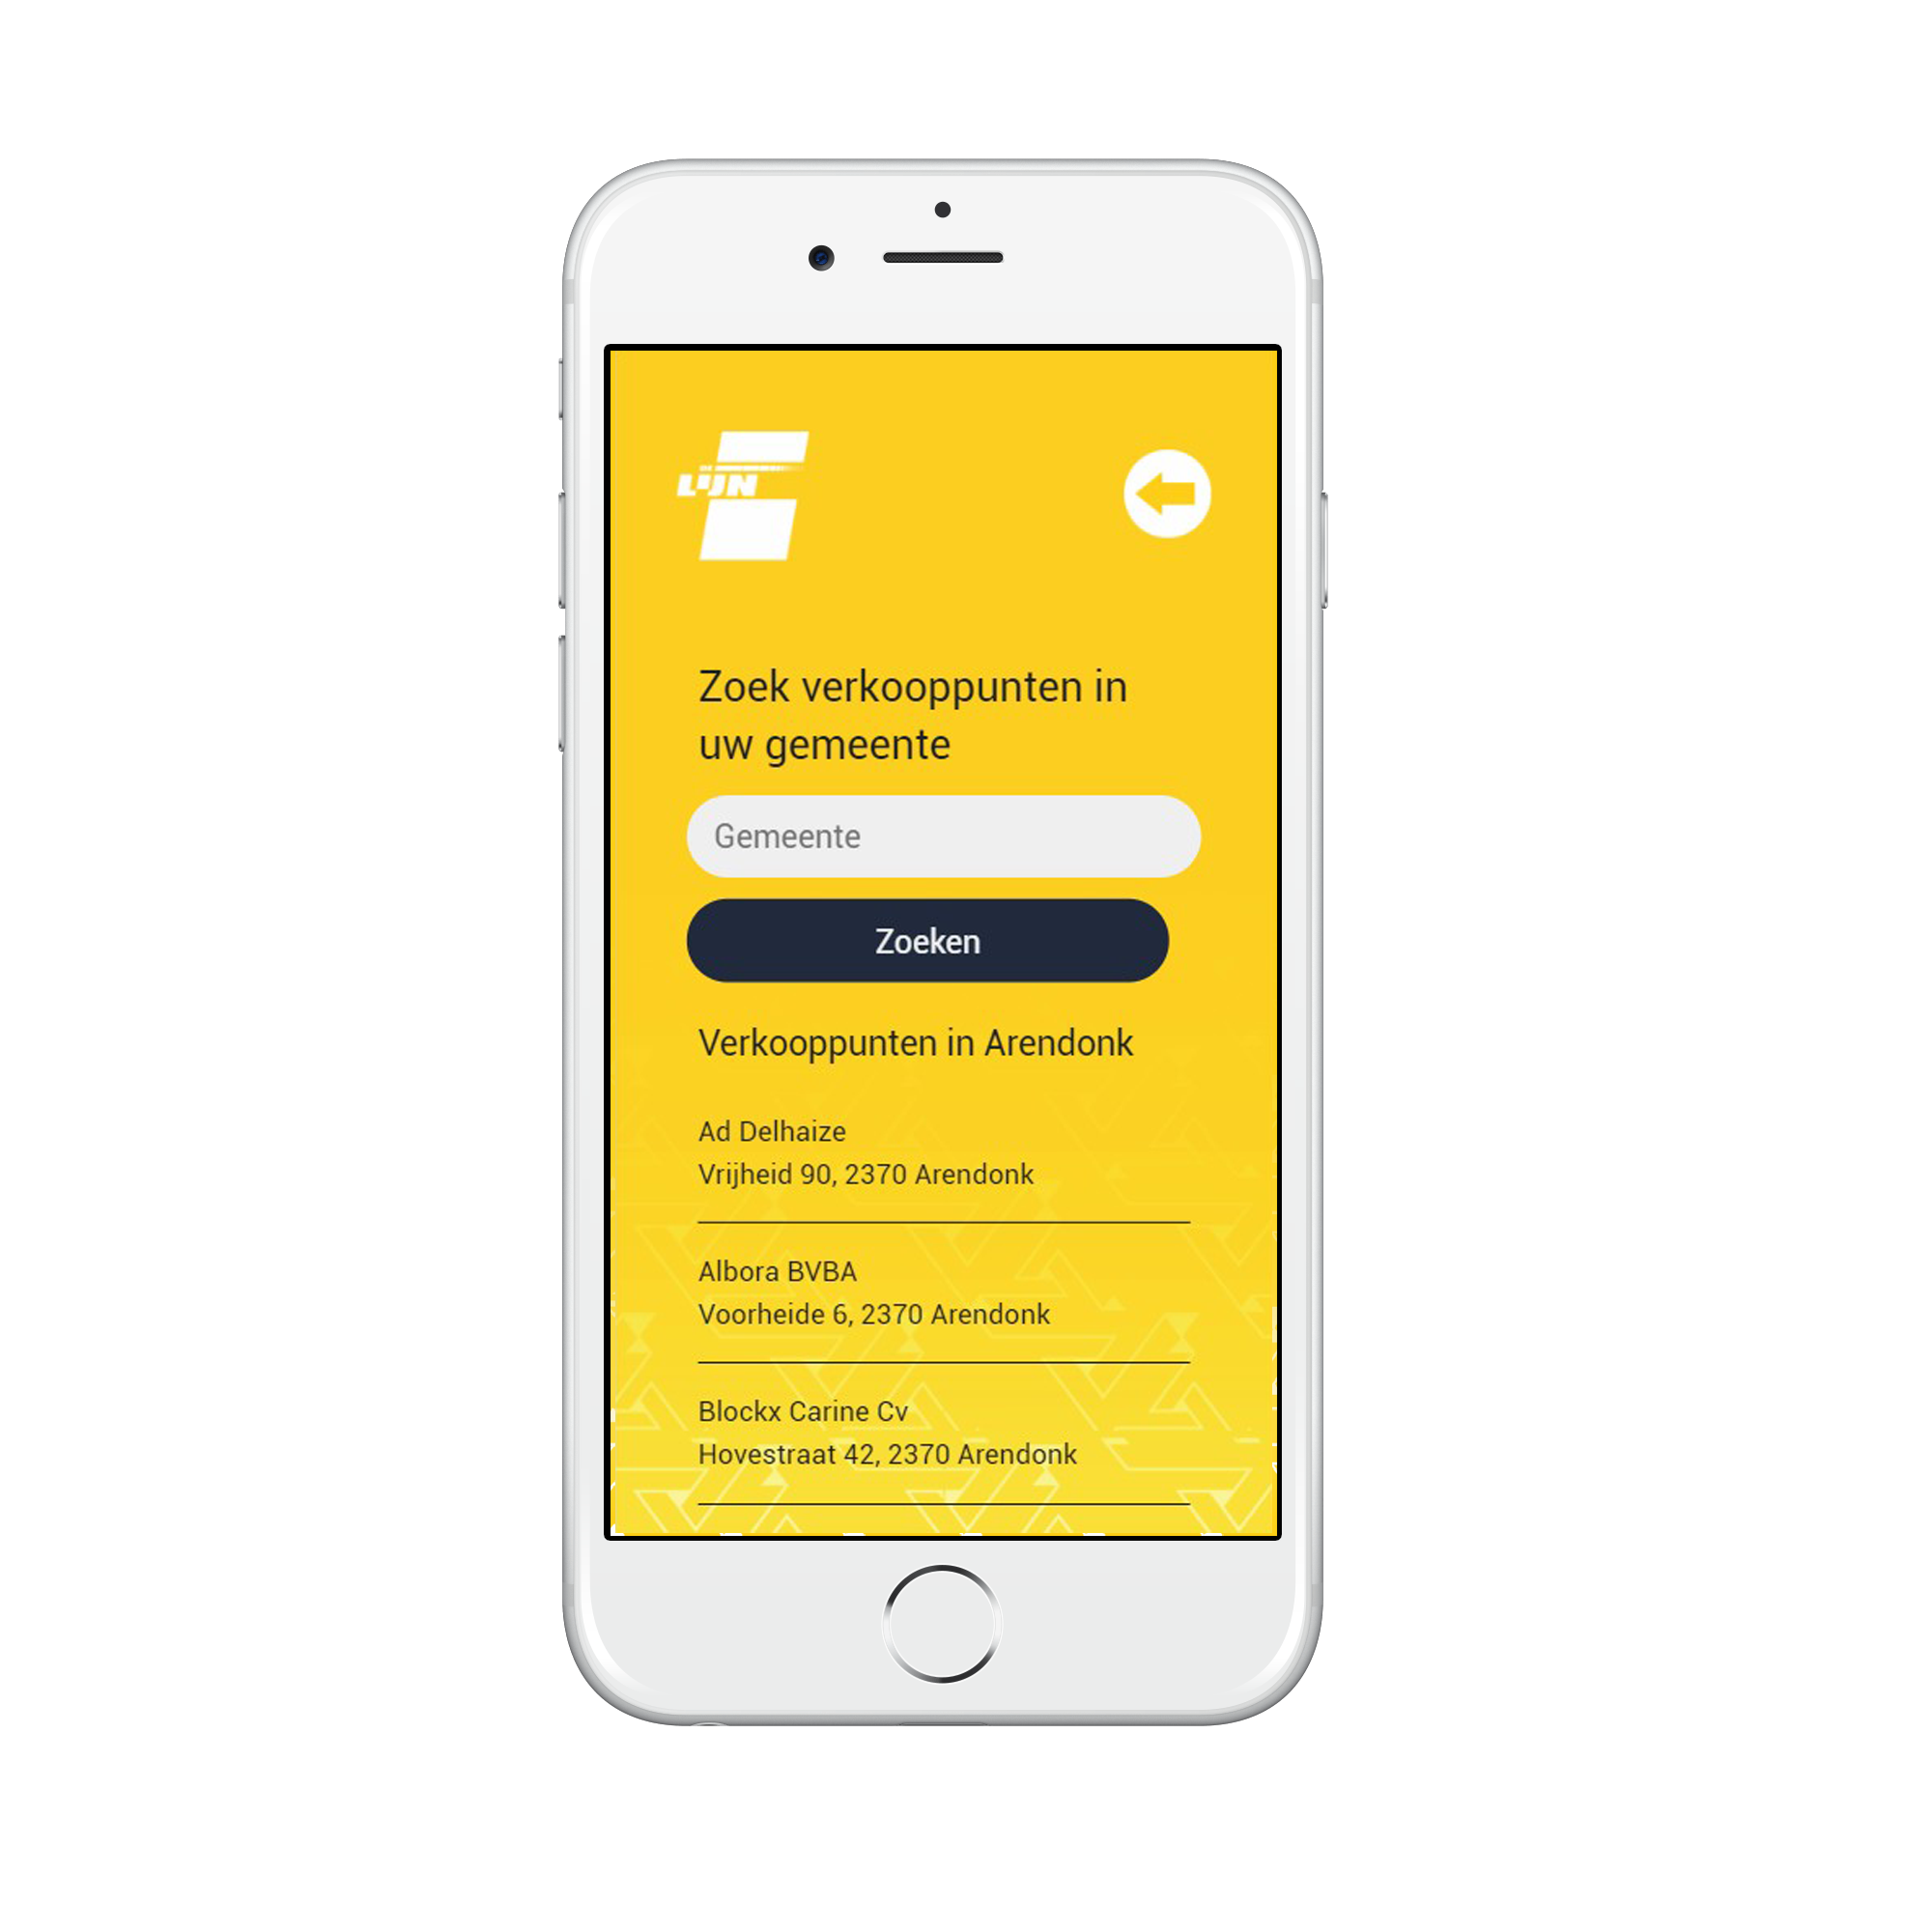 DE
LIJN
Zoek verkooppunten in
uw gemeente
Gemeente
Zoeken
Verkooppunten in Arendonk
Ad Delhaize
Vrijheid 90, 2370 Arendonk
Albora BVBA
Voorheide 6, 2370 Arendonk
Blockx Carine Cv
Hovestraat 42, 2370 Arendonk